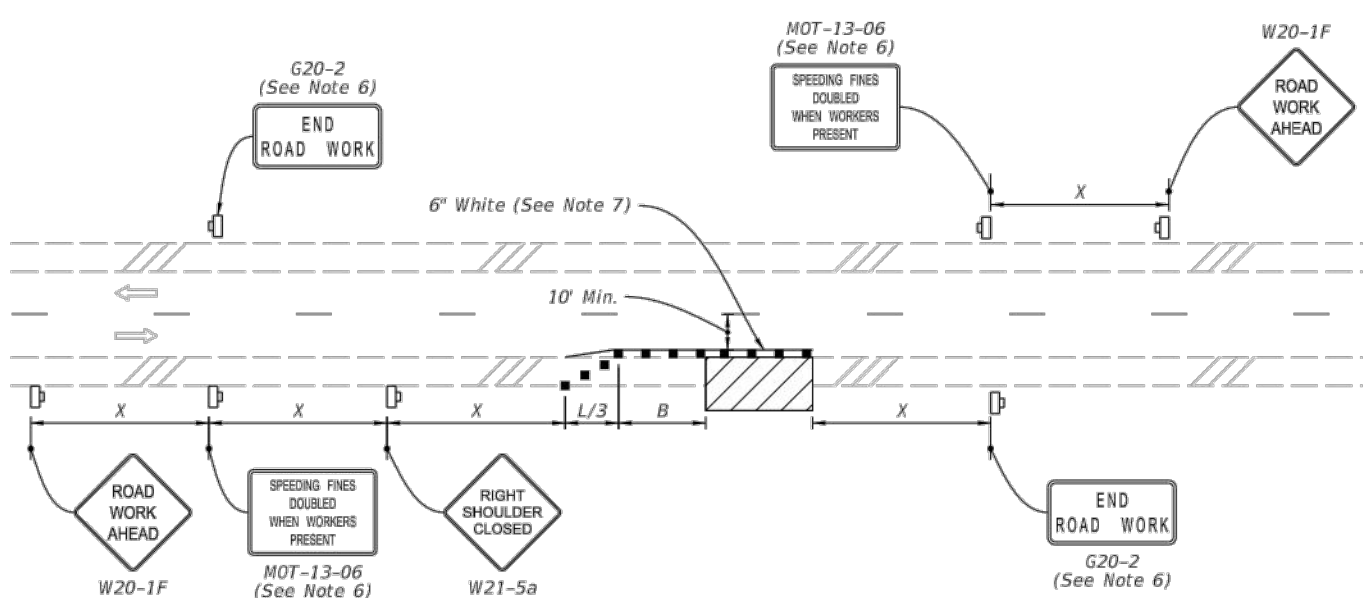 MOT-13-06
(See Note 6)
W20-1F
G20-2
(See Note 6)
SPEEDING FINES
DOUBLED
WHEN WORKERS
PRESENT
ROAD
WORK
AHEAD
END
ROAD WORK
X
6" White (See Note 7)
10' Min.
X
X
X
L/3
B
X
ROAD
WORK
AHEAD
SPEEDING FINES
DOUBLED
WHEN WORKERS
PRESENT
RIGHT
SHOULDER
CLOSED
END
ROAD WORK
W20-1F
MOT-13-06
(See Note 6)
W21-5a
G20-2
(See Note 6)